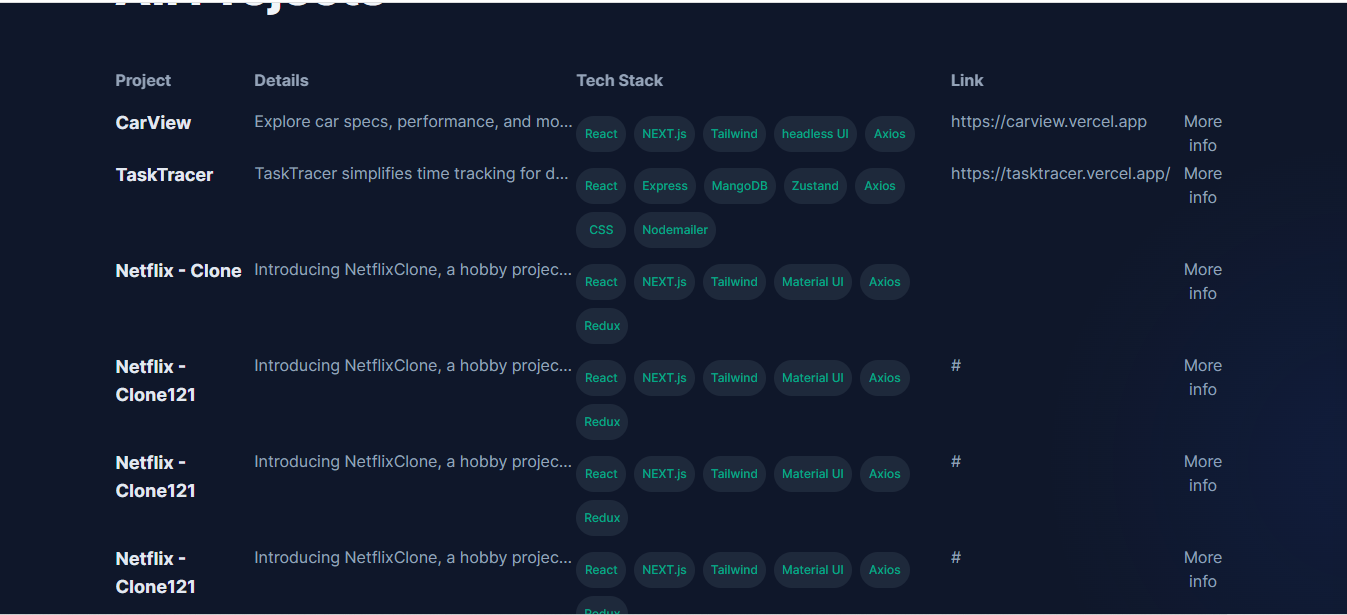 All Projects
Project Details Tech Stack Link
CarView Explore car specs, performance, and mo... React NEXT.js Tailwind headless UI Axios https://carview.vercel.app More
info
TaskTracer TaskTracer simplifies time tracking for d... React Express MangoDB Zustand Axios https://tasktracer.vercel.app/ More
info
CSS Nodemailer
Netflix - Clone Introducing NetflixClone, a hobby projec... React NEXT.js Tailwind Material UI Axios More
info
Redux
Netflix - Introducing NetflixClone, a hobby projec... React NEXT.js Tailwind Material UI Axios # More
Clone121 info
Redux
Netflix - Introducing NetflixClone, a hobby projec... React NEXT.js Tailwind Material UI Axios # More
Clone121 info
Redux
Netflix - Introducing NetflixClone, a hobby projec... React NEXT.js Tailwind Material UI Axios # More
Clone121 info
Redux